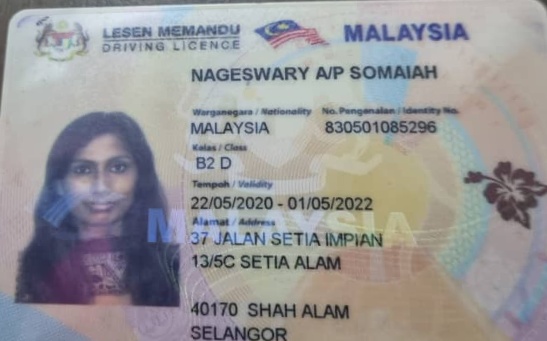 LESEN MEMANDU
DRIVING LICENCE
MALAYSIA
NAGESWARY A/P SOMAIAH
Warganegara / Nationality No. Pengenalan / Identity No.
MALAYSIA 830501085296
Kelas / Class
B2 D
Tempoh / Validity
22/05/2020 - 01/05/2022
Alamat / Address
MALAYSIA
37 JALAN SETIA IMPIAN
13/5C SETIA ALAM
40170 SHAH ALAM
SELANGOR